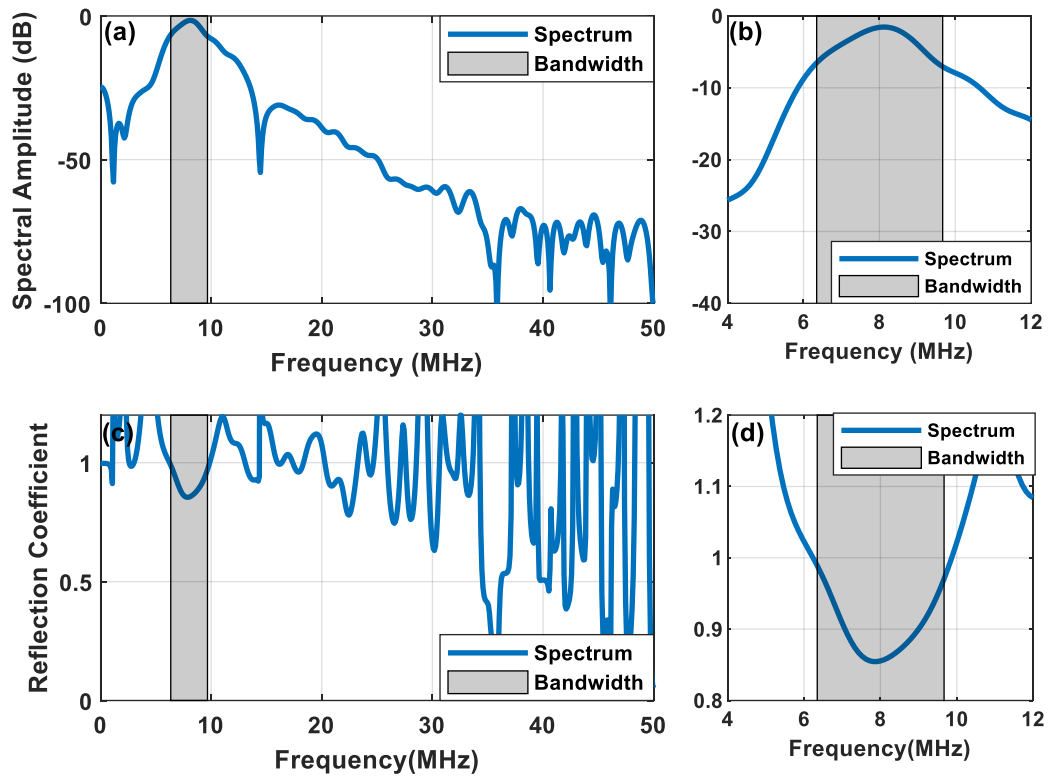 (a)
Spectrum
Bandwidth
0
-50
-100
0
10
20
30
40
50
Frequency (MHz)
Spectral Amplitude (dB)
(b)
0
-10
-20
-30
-40
Spectrum
Bandwidth
4
6
8
10
12
Frequency (MHz)
(c)
1
0.5
0
Spectrum
Bandwidth
0
10
20
30
40
50
Frequency(MHz)
Reflection Coefficient
(d)
Spectrum
Bandwidth
1.2
1.1
1
0.9
0.8
4
6
8
10
12
Frequency(MHz)